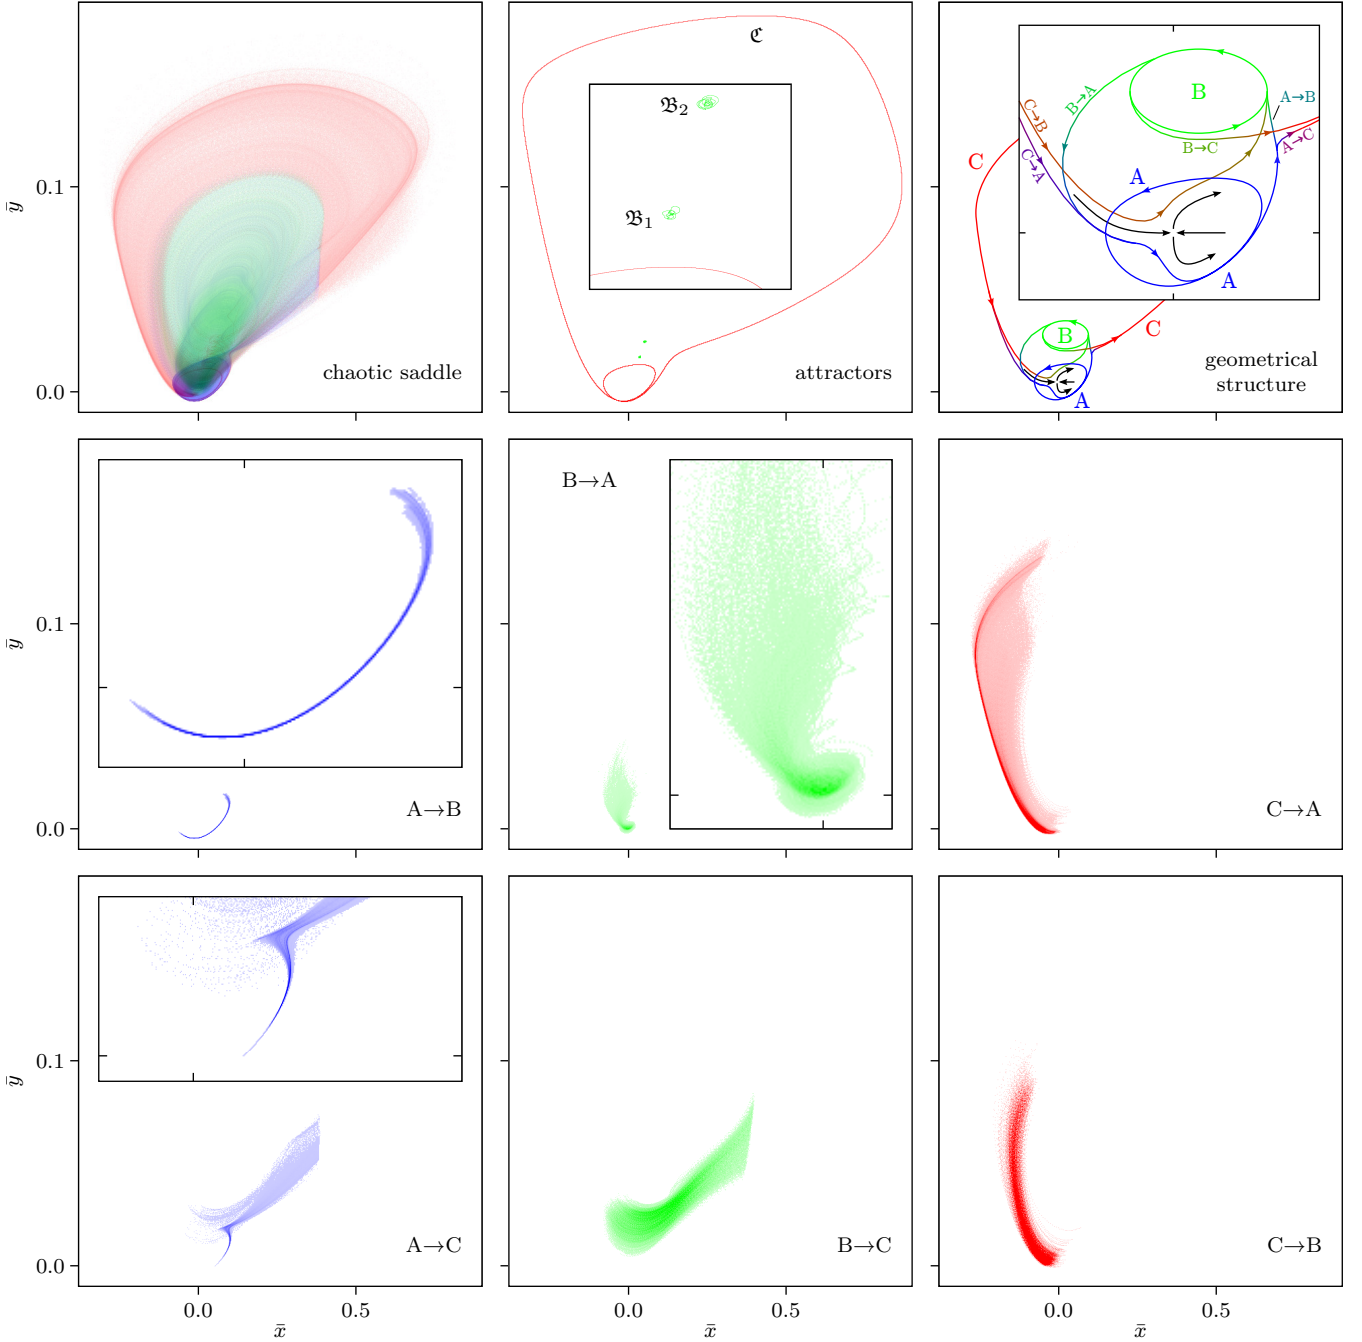 ȳ
0.1
0.0
chaotic saddle
ℭ
𝔅2
𝔅1
attractors
C
C→B
C→A
B→A
B
B→C
A→B
A→C
A
A
C
B
A
geometrical
structure
ȳ
0.1
0.0
A→B
B→A
C→A
ȳ
0.1
0.0
A→C
B→C
C→B
0.0 0.5
0.0 0.5
0.0 0.5
x̄
x̄
x̄